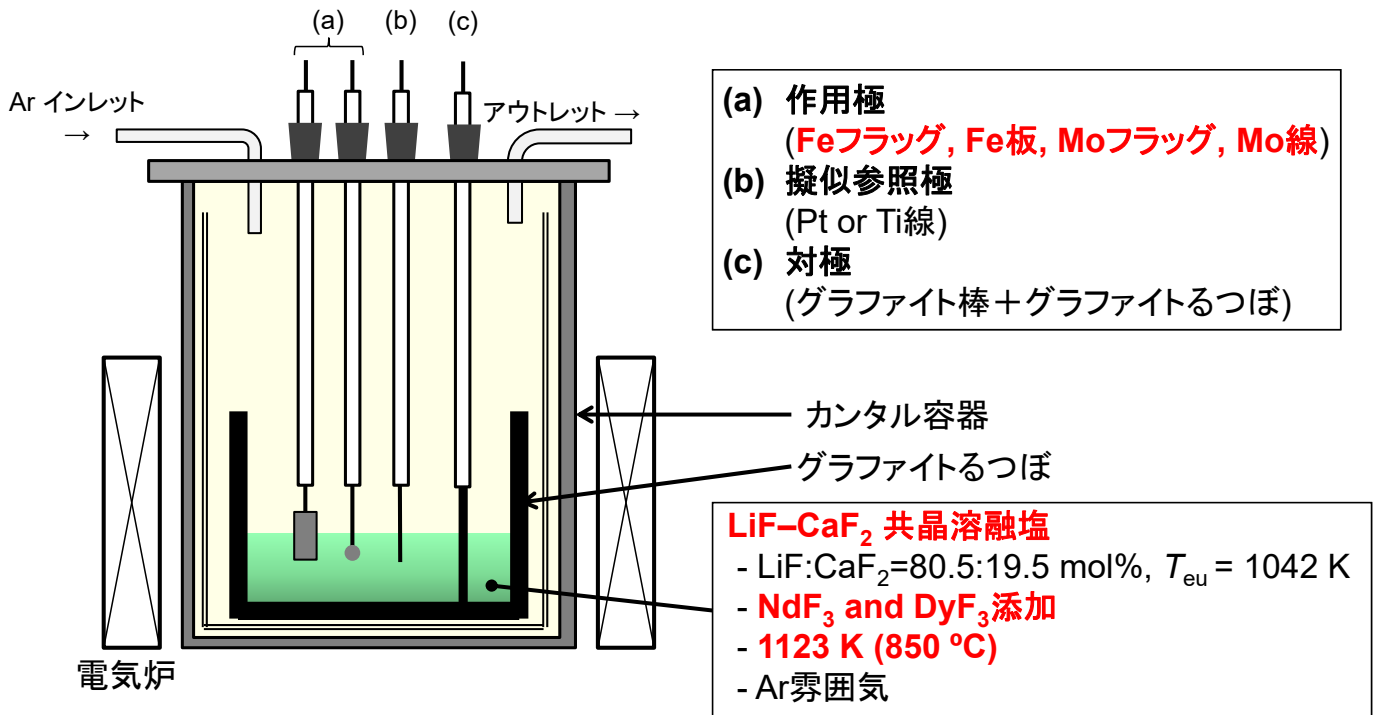 (a) (b) (c)
Ar インレット
→
アウトレット →
(a) 作用極
(Feフラッグ, Fe板, Moフラッグ, Mo線)
(b) 擬似参照極
(Pt or Ti線)
(c) 対極
(グラファイト棒＋グラファイトるつぼ)
カンタル容器
グラファイトるつぼ
電気炉
LiF–CaF₂ 共晶溶融塩
- LiF:CaF₂=80.5:19.5 mol%, Tₑᵤ = 1042 K
- NdF₃ and DyF₃添加
- 1123 K (850 ºC)
- Ar雰囲気